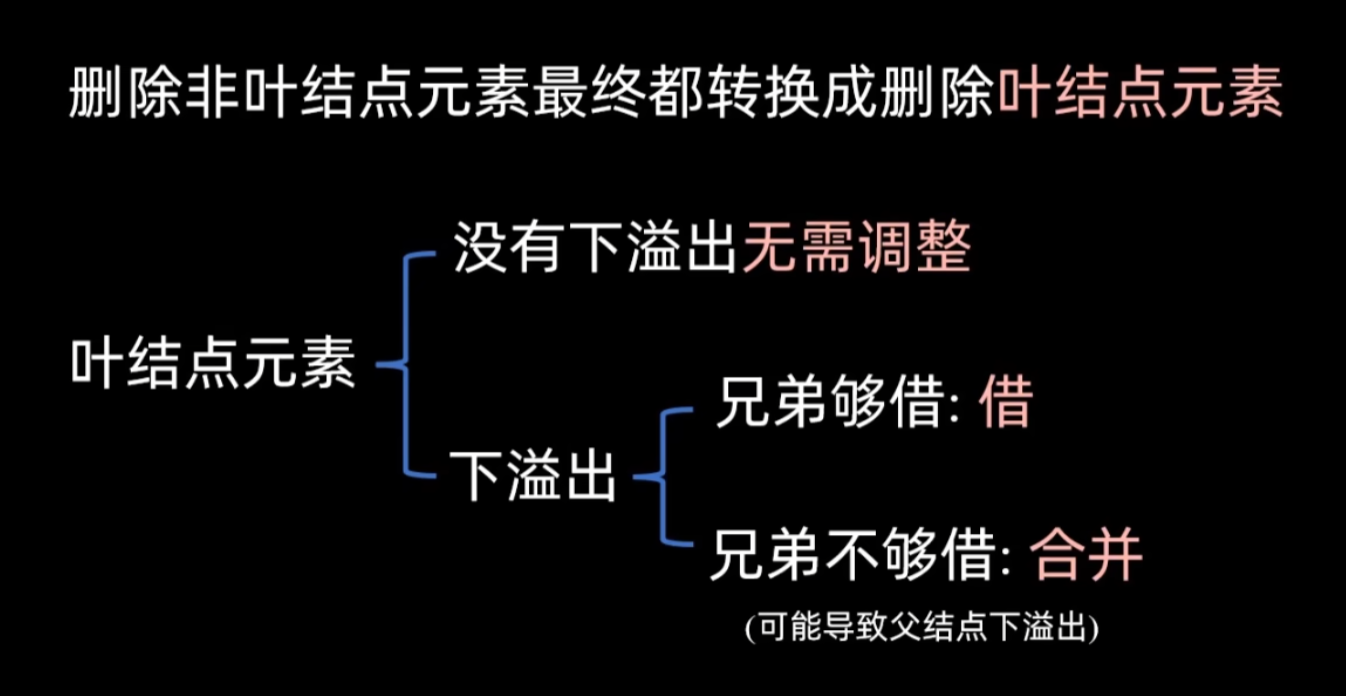 删除非叶结点元素最终都转换成删除叶结点元素
没有下溢出无需调整
叶结点元素
兄弟够借: 借
下溢出
兄弟不够借: 合并
(可能导致父结点下溢出)